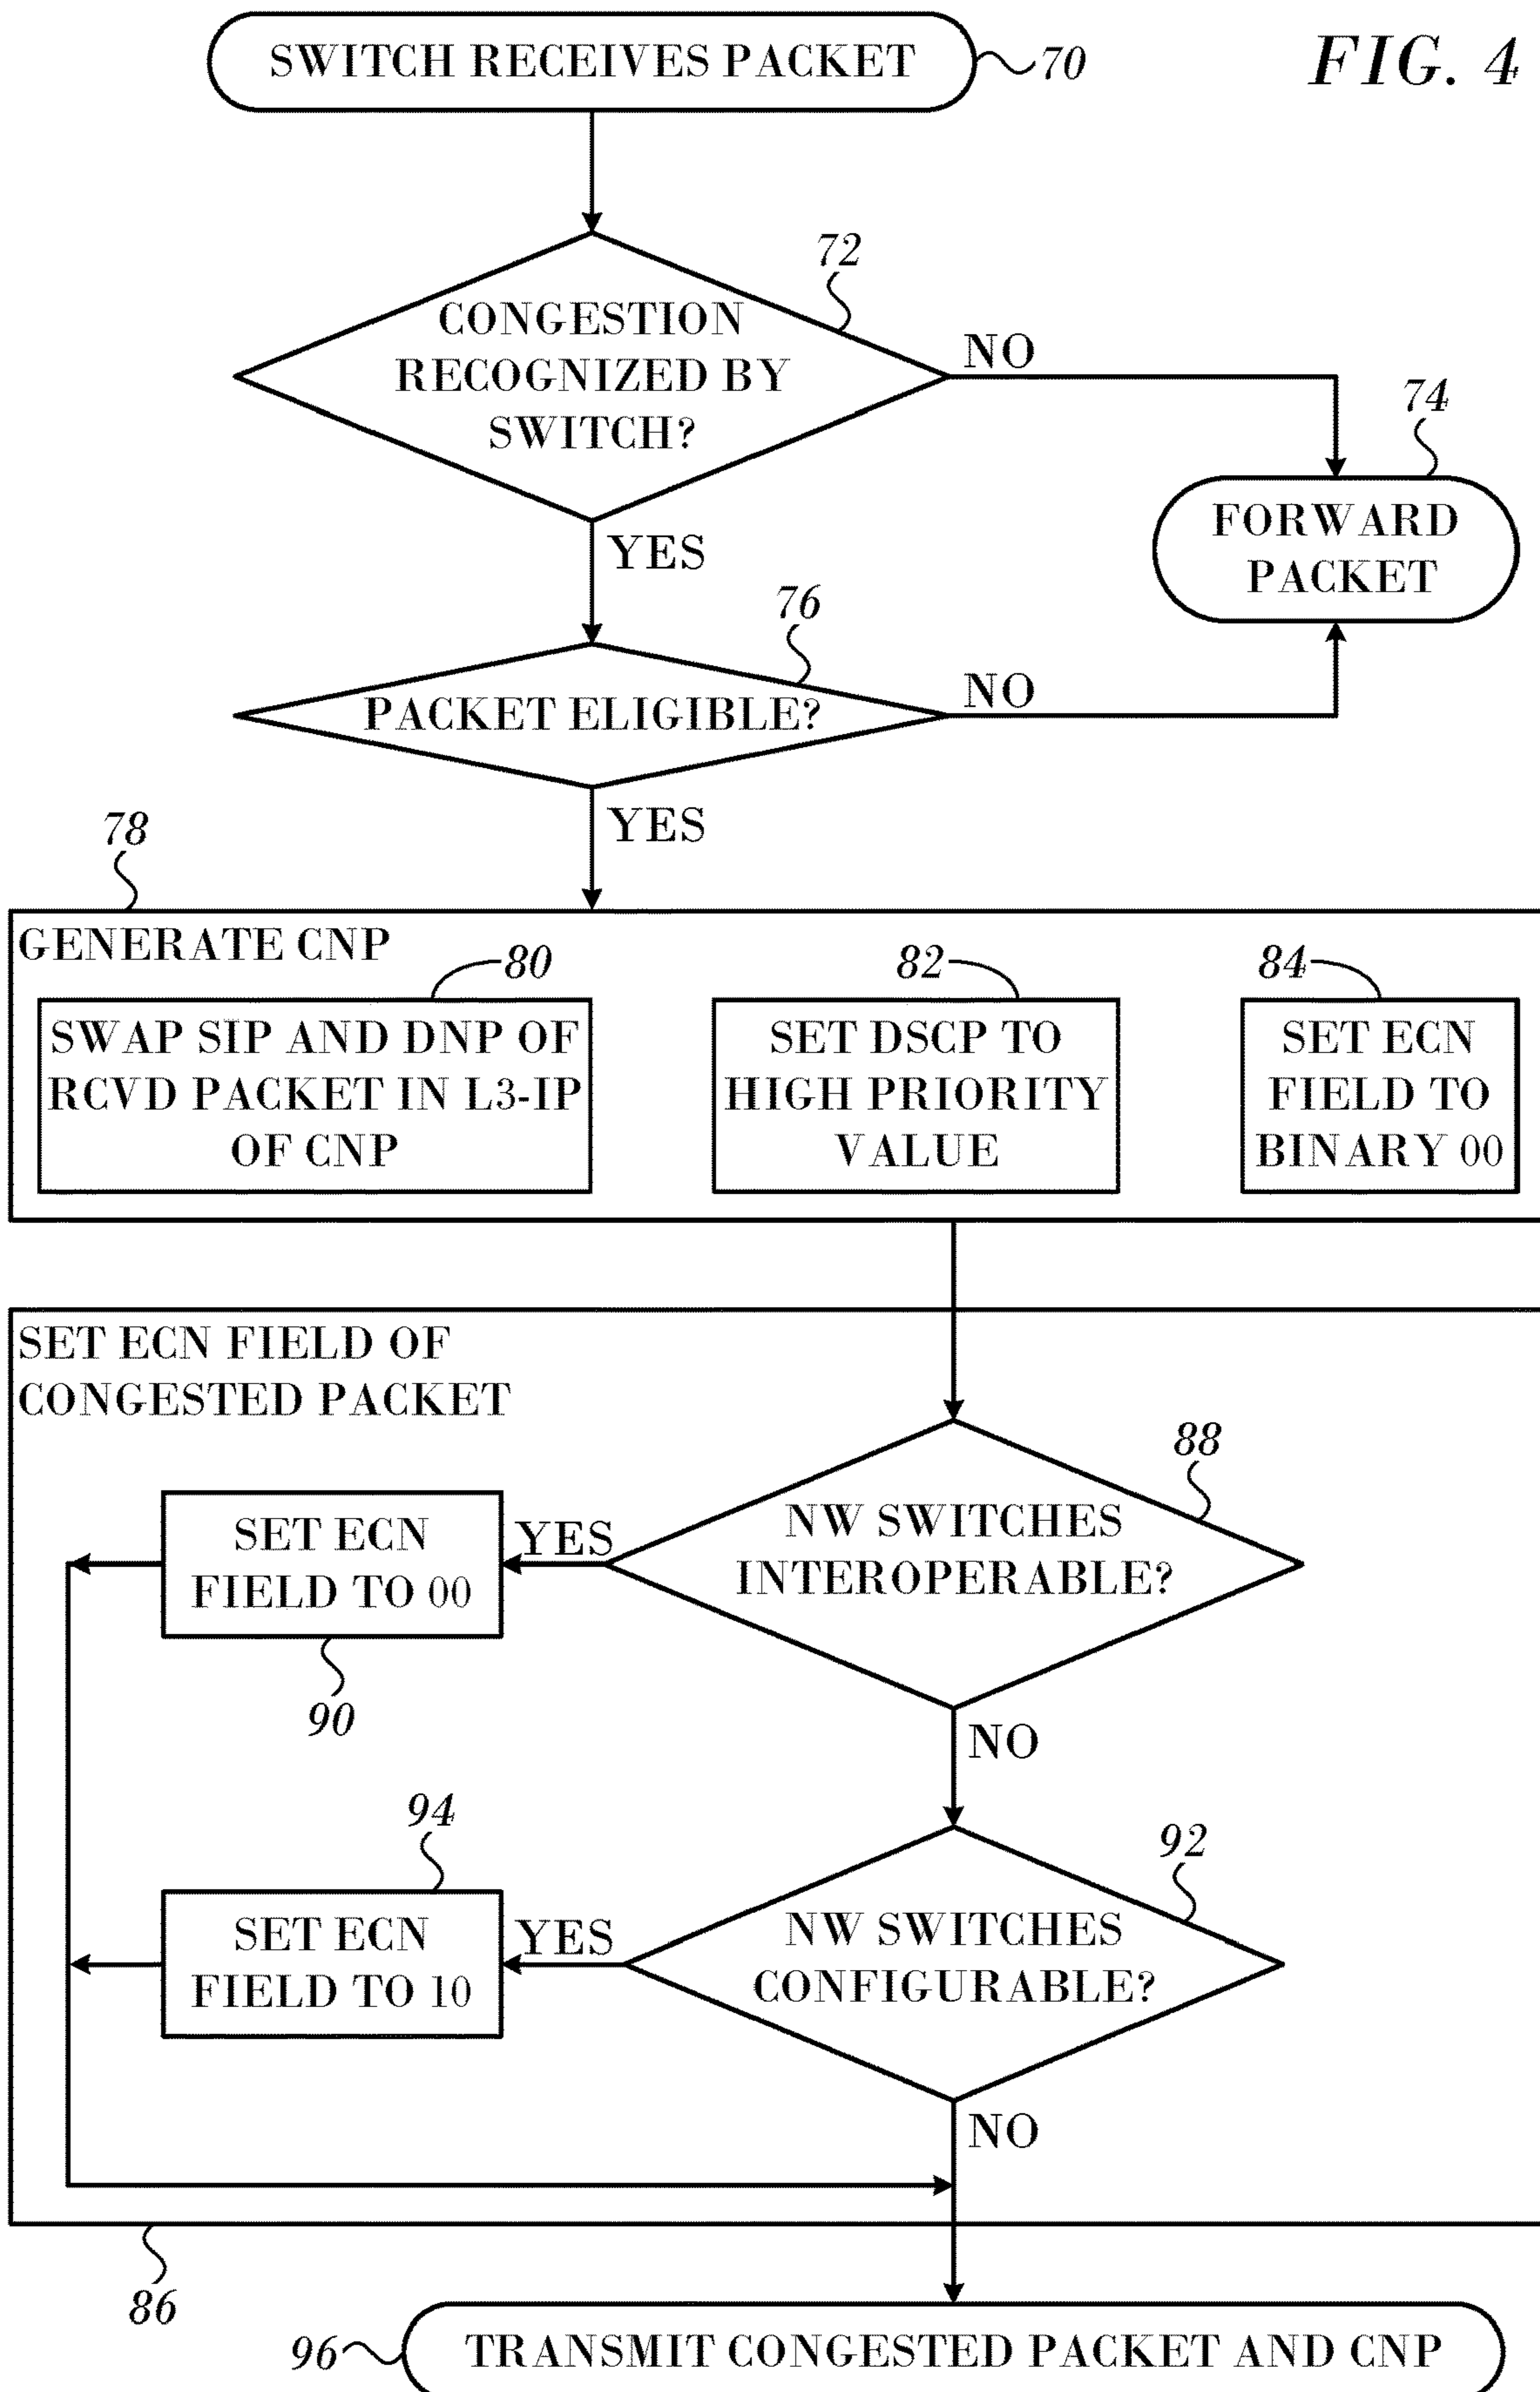 FIG. 4
SWITCH RECEIVES PACKET
70
72
CONGESTION
RECOGNIZED BY
SWITCH?
NO
74
FORWARD
PACKET
YES
76
PACKET ELIGIBLE?
NO
YES
78
GENERATE CNP
80
SWAP SIP AND DNP OF
RCVD PACKET IN L3-IP
OF CNP
82
SET DSCP TO
HIGH PRIORITY
VALUE
84
SET ECN
FIELD TO
BINARY 00
SET ECN FIELD OF
CONGESTED PACKET
88
NW SWITCHES
INTEROPERABLE?
YES
SET ECN
FIELD TO 00
90
NO
92
NW SWITCHES
CONFIGURABLE?
YES
94
SET ECN
FIELD TO 10
NO
86
96
TRANSMIT CONGESTED PACKET AND CNP